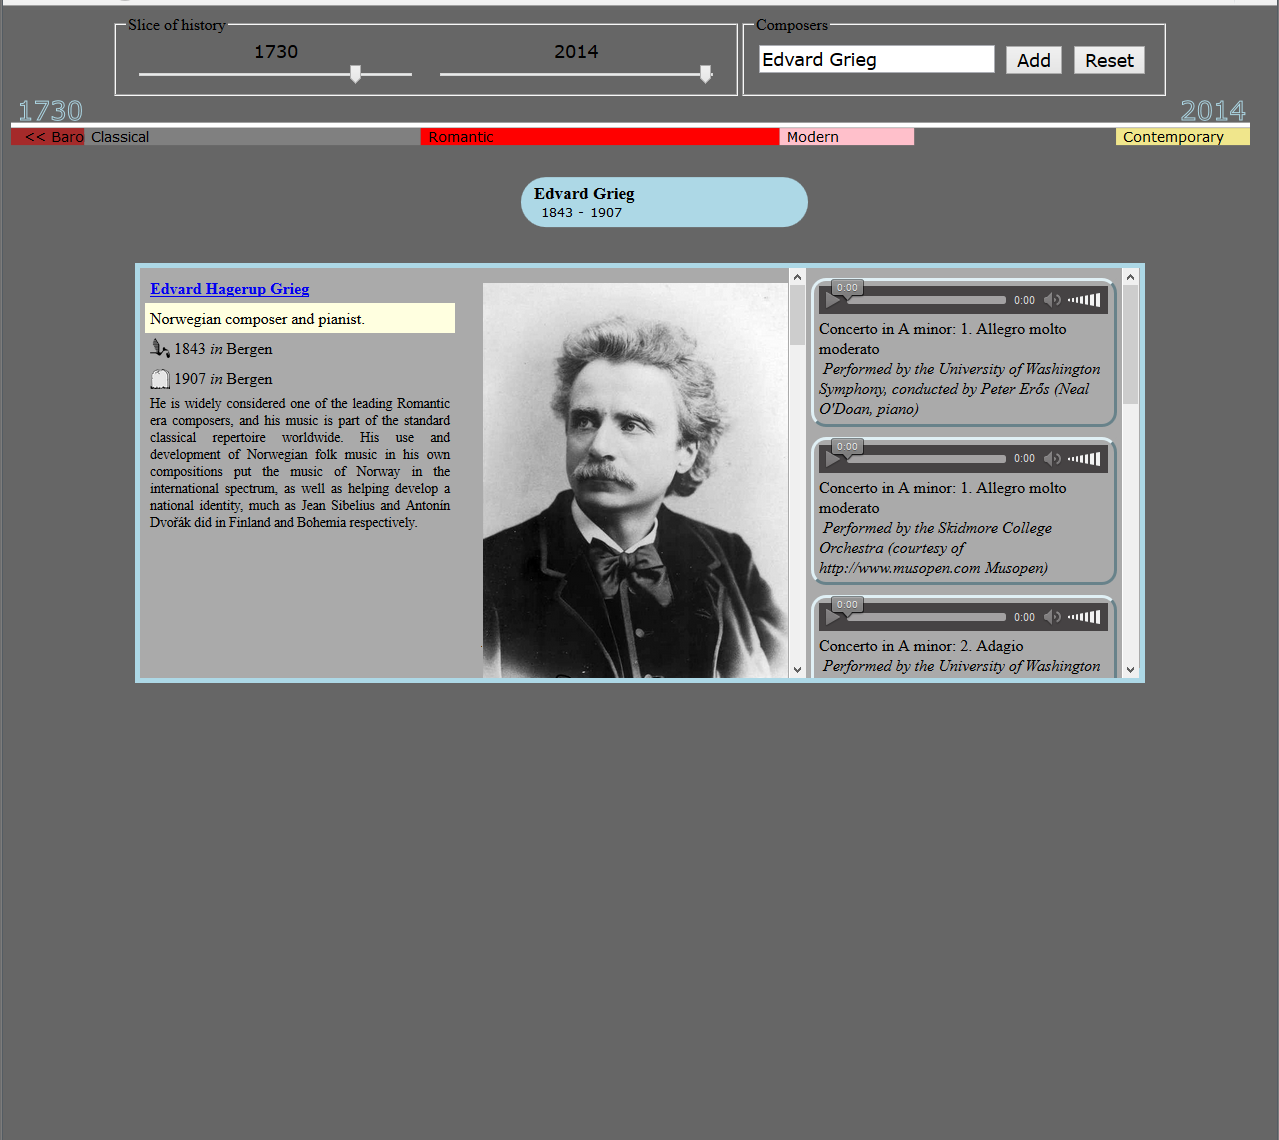 Slice of history
Composers
1730
2014
Edvard Grieg
Add
Reset
1730
2014
<< Baro
Classical
Romantic
Modern
Contemporary
Edvard Grieg
1843 - 1907
Edvard Hagerup Grieg
Norwegian composer and pianist.
1843 in Bergen
1907 in Bergen
He is widely considered one of the leading Romantic
era composers, and his music is part of the standard
classical repertoire worldwide. His use and
development of Norwegian folk music in his own
compositions put the music of Norway in the
international spectrum, as well as helping develop a
national identity, much as Jean Sibelius and Antonín
Dvořák did in Finland and Bohemia respectively.
0:00
0:00
Concerto in A minor: 1. Allegro molto
moderato
Performed by the University of Washington
Symphony, conducted by Peter Erős (Neal
O'Doan, piano)
0:00
0:00
Concerto in A minor: 1. Allegro molto
moderato
Performed by the Skidmore College
Orchestra (courtesy of
http://www.musopen.com Musopen)
0:00
0:00
Concerto in A minor: 2. Adagio
Performed by the University of Washington